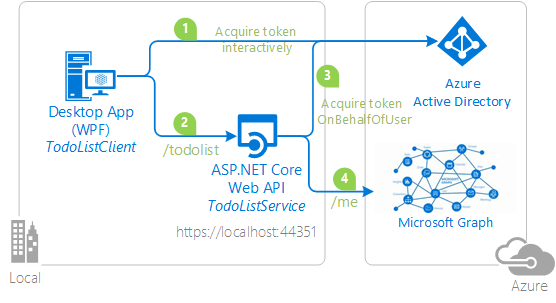 1
Acquire token
interactively
3
Azure
Active Directory
Desktop App
(WPF)
TodoListClient
2
/todolist
Acquire token
OnBehalfOfUser
ASP.NET Core
Web API
TodoListService
4
/me
Microsoft Graph
https://localhost:44351
Local
Azure